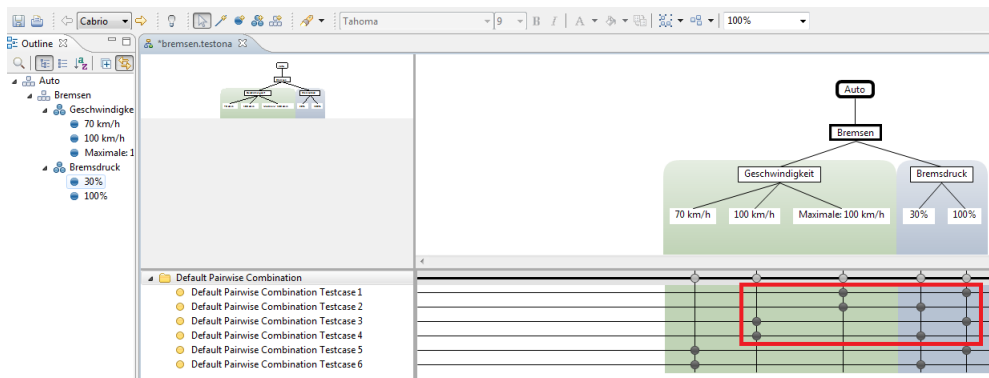 Cabrio
Tahoma
9
B I A
100%
Outline
*bremsen.testona
Auto
Bremsen
Geschwindigke
70 km/h
100 km/h
Maximale: 1
Bremsdruck
30%
100%
Auto
Bremsen
Geschwindigkeit Bremsdruck
70 km/h 100 km/h Maximale: 100 km/h 30% 100%
Default Pairwise Combination
Default Pairwise Combination Testcase 1
Default Pairwise Combination Testcase 2
Default Pairwise Combination Testcase 3
Default Pairwise Combination Testcase 4
Default Pairwise Combination Testcase 5
Default Pairwise Combination Testcase 6